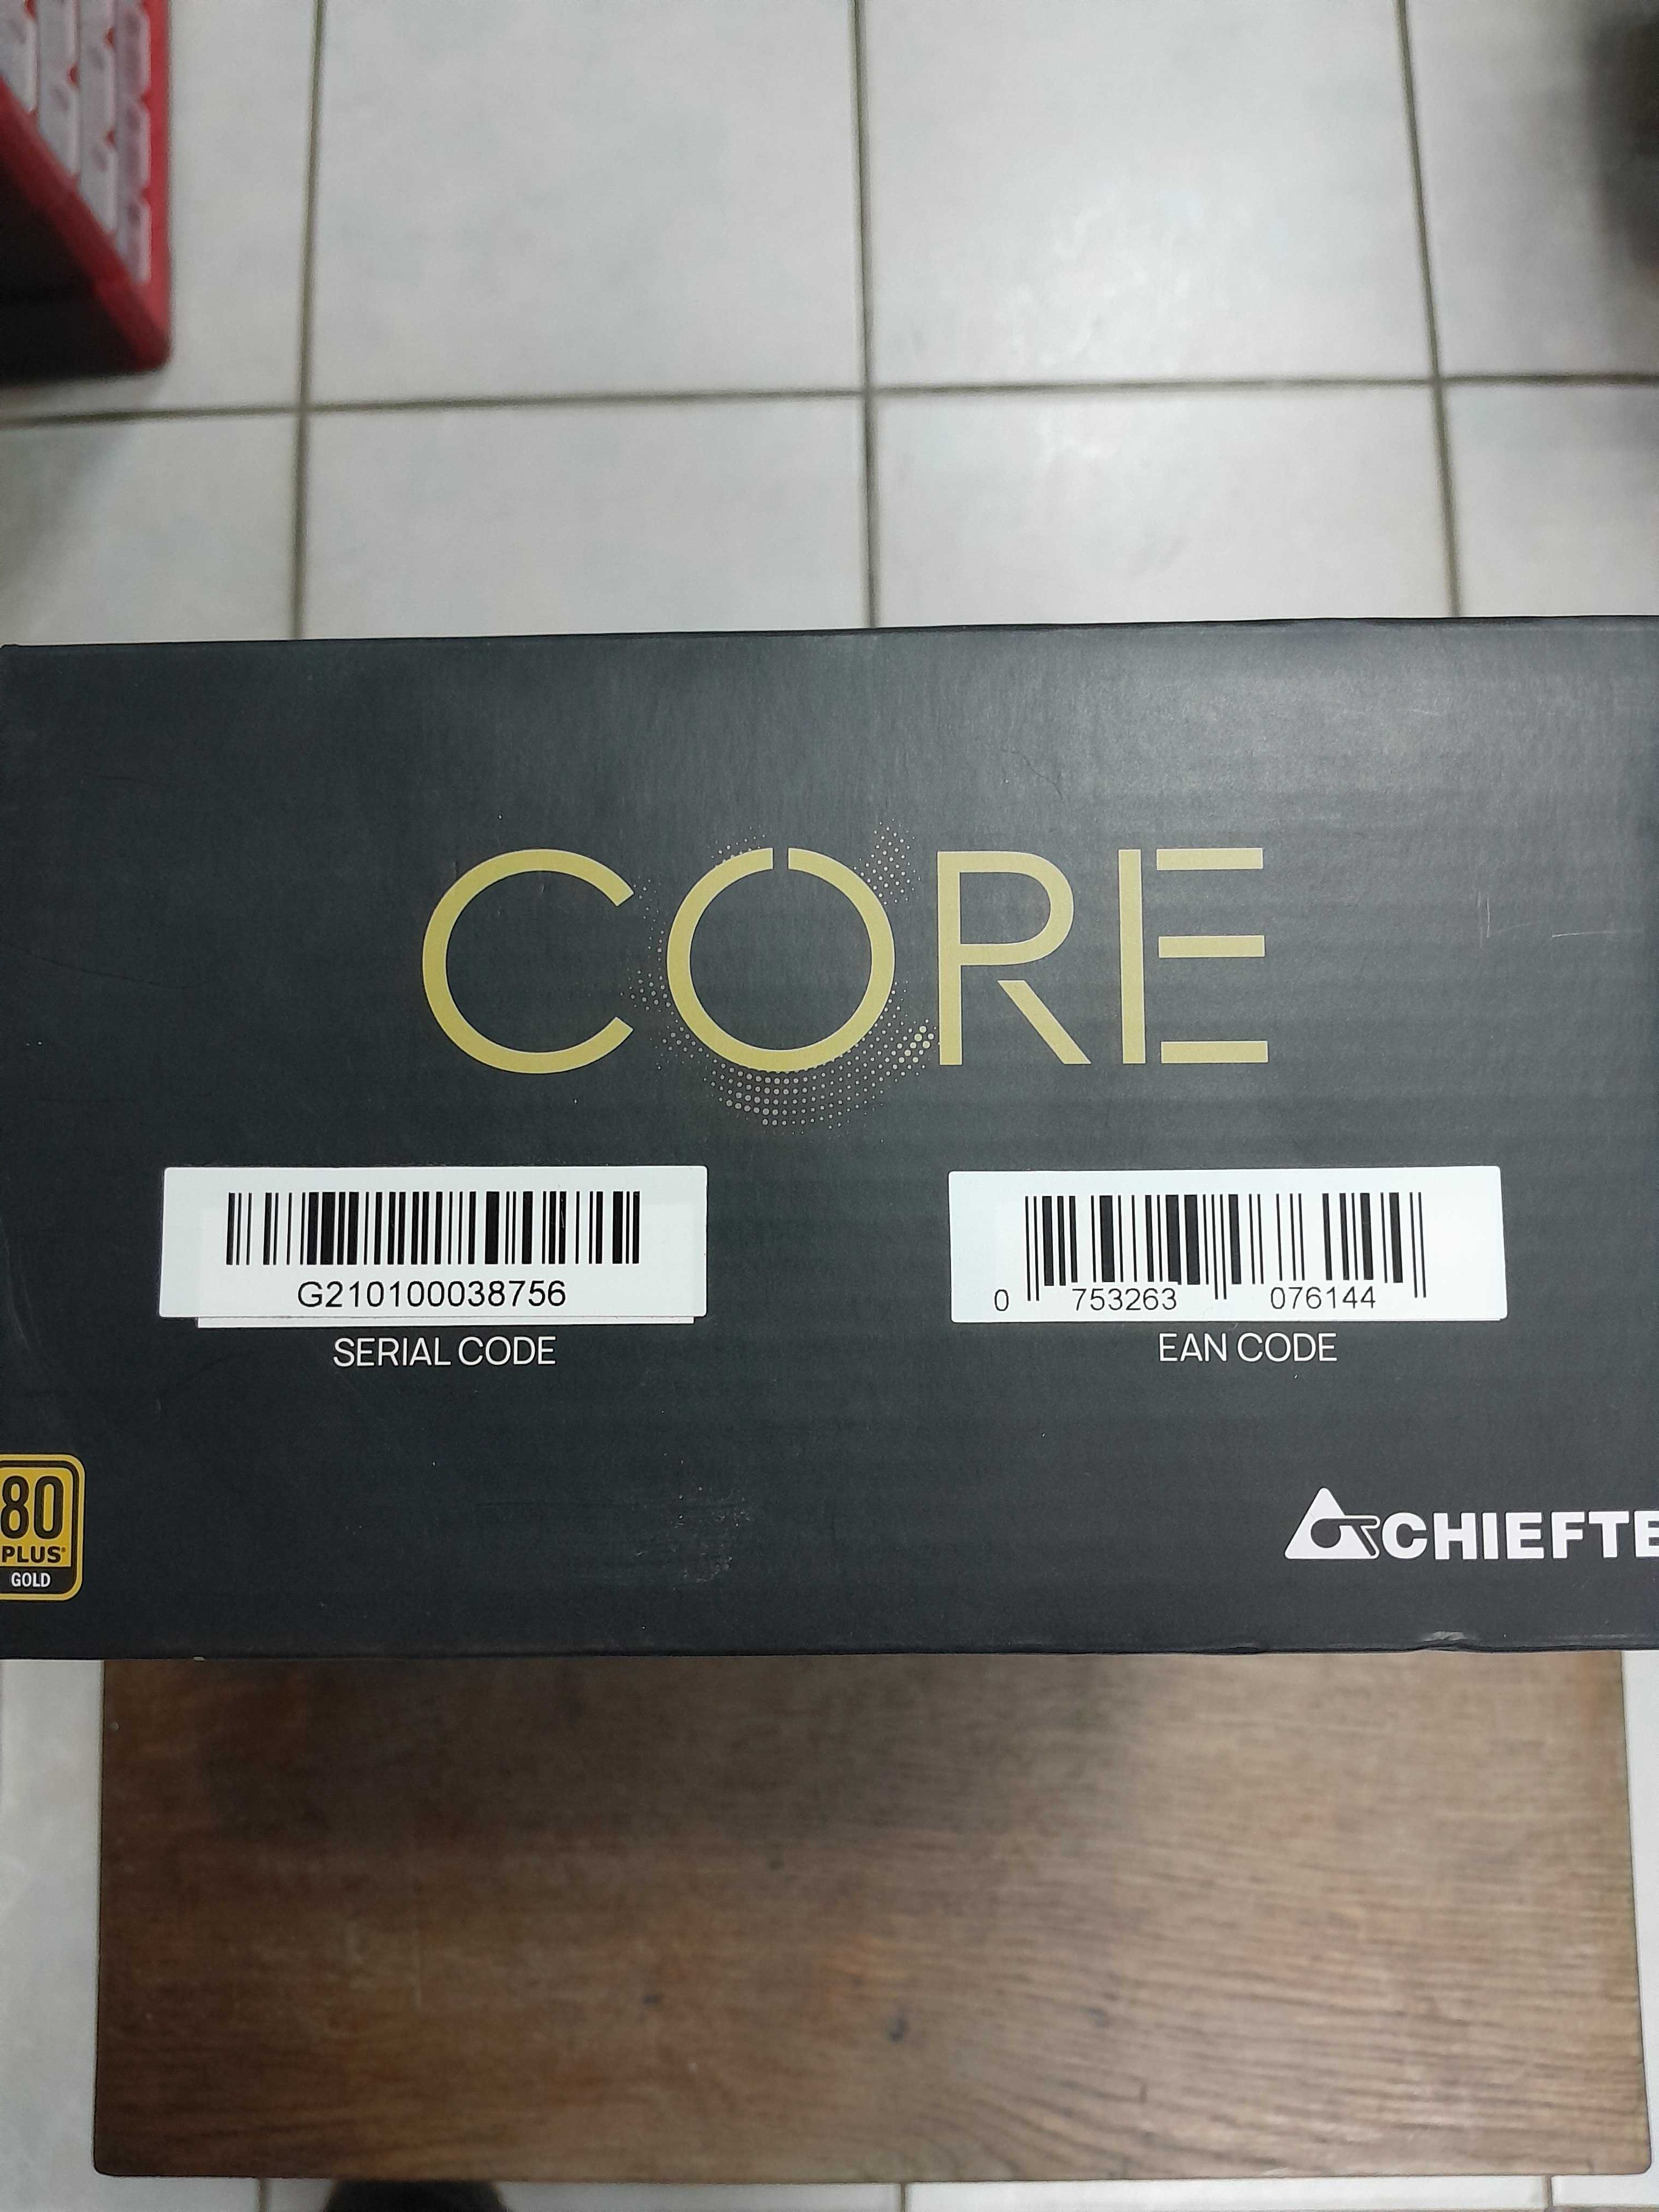 CORE
G210100038756
SERIAL CODE
0 753263 076144
EAN CODE
80
PLUS
GOLD
CHIEFTE